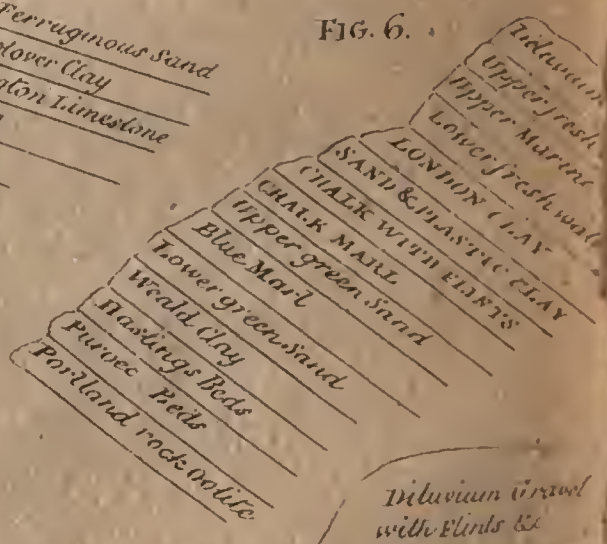 Ferruginous Sand
Clay
Limestone
FIG. 6.
Diluvium
Upper fresh
Upper Marine
Lower fresh wat
LONDON CLAY
SAND & PLASTIC CLAY
CHALK WITH FLINTS
CHALK MARL
Upper green Sand
Blue Marl
Lower green Sand
Weald Clay
Hastings Beds
Purbec Beds
Portland rock Oolite
Diluvium Gravel
with Flints &c